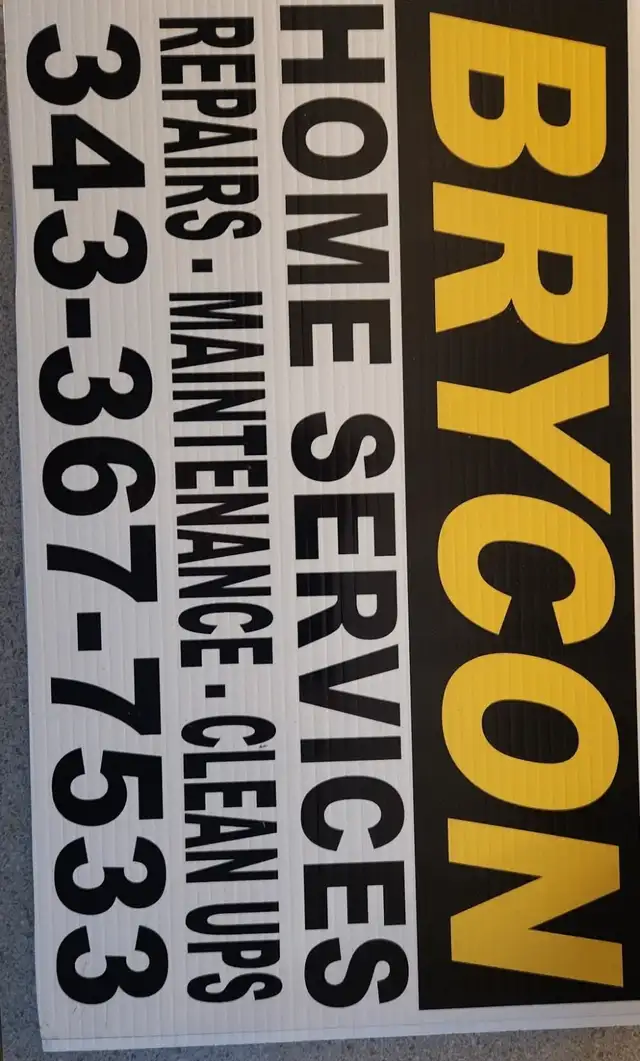 BRYCON
HOME SERVICES
REPAIRS - MAINTENANCE - CLEAN UPS
343-367-7533